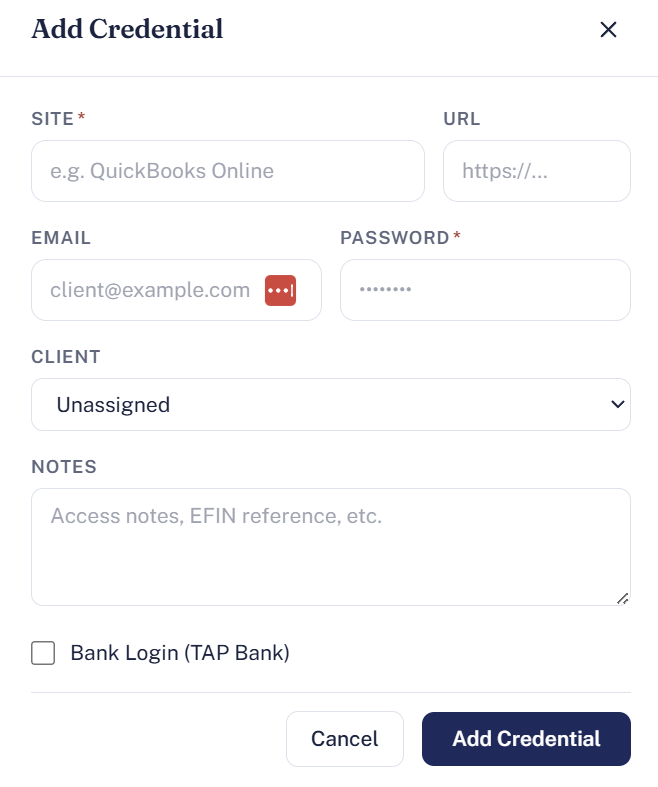 Add Credential
SITE *
URL
e.g. QuickBooks Online
https://...
EMAIL
PASSWORD *
client@example.com
••••••••
CLIENT
Unassigned
NOTES
Access notes, EFIN reference, etc.
Bank Login (TAP Bank)
Cancel
Add Credential